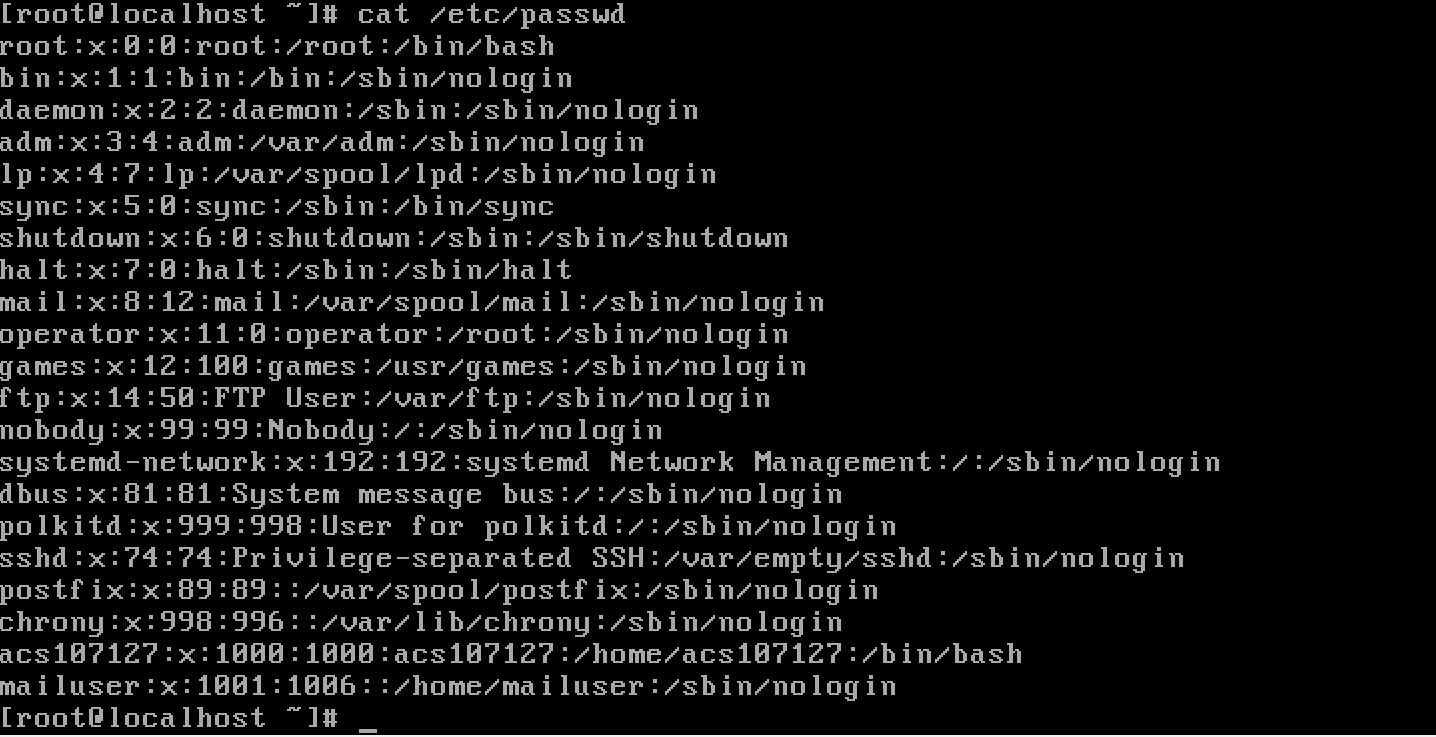 [root@localhost ~]# cat /etc/passwd
root:x:0:0:root:/root:/bin/bash
bin:x:1:1:bin:/bin:/sbin/nologin
daemon:x:2:2:daemon:/sbin:/sbin/nologin
adm:x:3:4:adm:/var/adm:/sbin/nologin
lp:x:4:7:lp:/var/spool/lpd:/sbin/nologin
sync:x:5:0:sync:/sbin:/bin/sync
shutdown:x:6:0:shutdown:/sbin:/sbin/shutdown
halt:x:7:0:halt:/sbin:/sbin/halt
mail:x:8:12:mail:/var/spool/mail:/sbin/nologin
operator:x:11:0:operator:/root:/sbin/nologin
games:x:12:100:games:/usr/games:/sbin/nologin
ftp:x:14:50:FTP User:/var/ftp:/sbin/nologin
nobody:x:99:99:Nobody:/:/sbin/nologin
systemd-network:x:192:192:systemd Network Management:/:/sbin/nologin
dbus:x:81:81:System message bus:/:/sbin/nologin
polkitd:x:999:998:User for polkitd:/:/sbin/nologin
sshd:x:74:74:Privilege-separated SSH:/var/empty/sshd:/sbin/nologin
postfix:x:89:89::/var/spool/postfix:/sbin/nologin
chrony:x:998:996::/var/lib/chrony:/sbin/nologin
acs107127:x:1000:1000:acs107127:/home/acs107127:/bin/bash
mailuser:x:1001:1006::/home/mailuser:/sbin/nologin
[root@localhost ~]# _